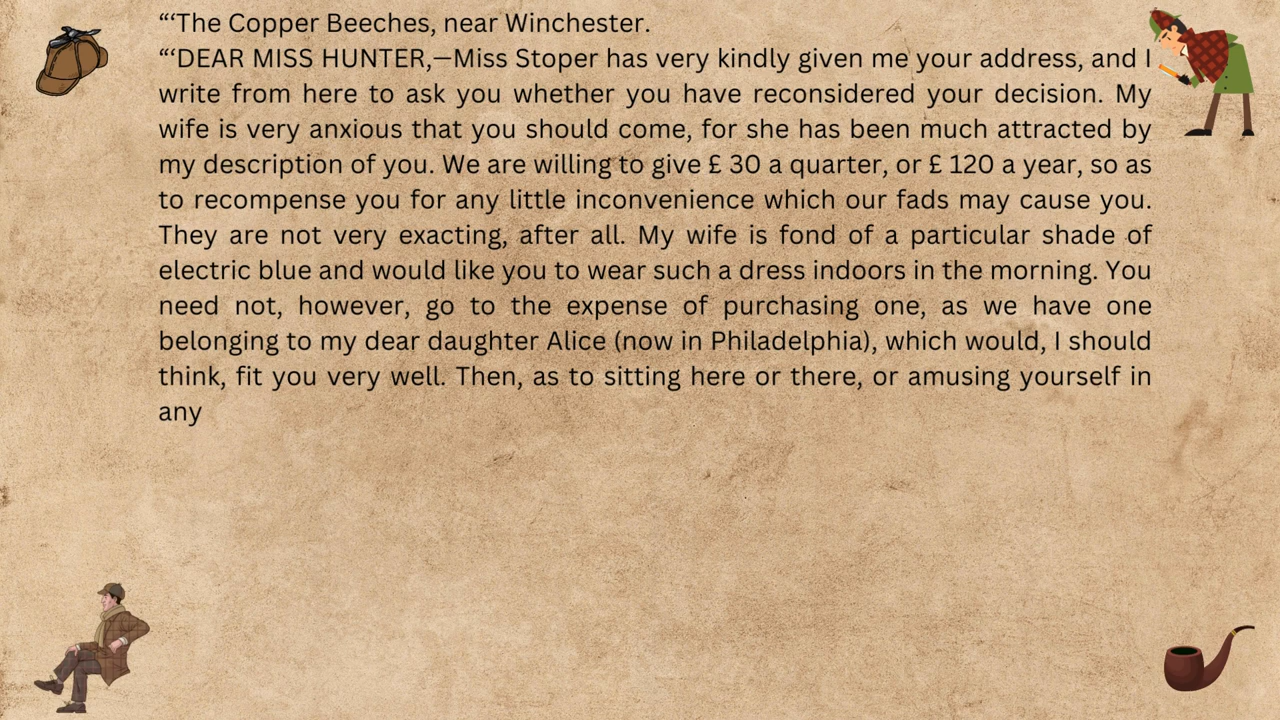 “‘The Copper Beeches, near Winchester.
“‘DEAR MISS HUNTER,—Miss Stoper has very kindly given me your address, and I
write from here to ask you whether you have reconsidered your decision. My
wife is very anxious that you should come, for she has been much attracted by
my description of you. We are willing to give £ 30 a quarter, or £ 120 a year, so as
to recompense you for any little inconvenience which our fads may cause you.
They are not very exacting, after all. My wife is fond of a particular shade of
electric blue and would like you to wear such a dress indoors in the morning. You
need not, however, go to the expense of purchasing one, as we have one
belonging to my dear daughter Alice (now in Philadelphia), which would, I should
think, fit you very well. Then, as to sitting here or there, or amusing yourself in
any